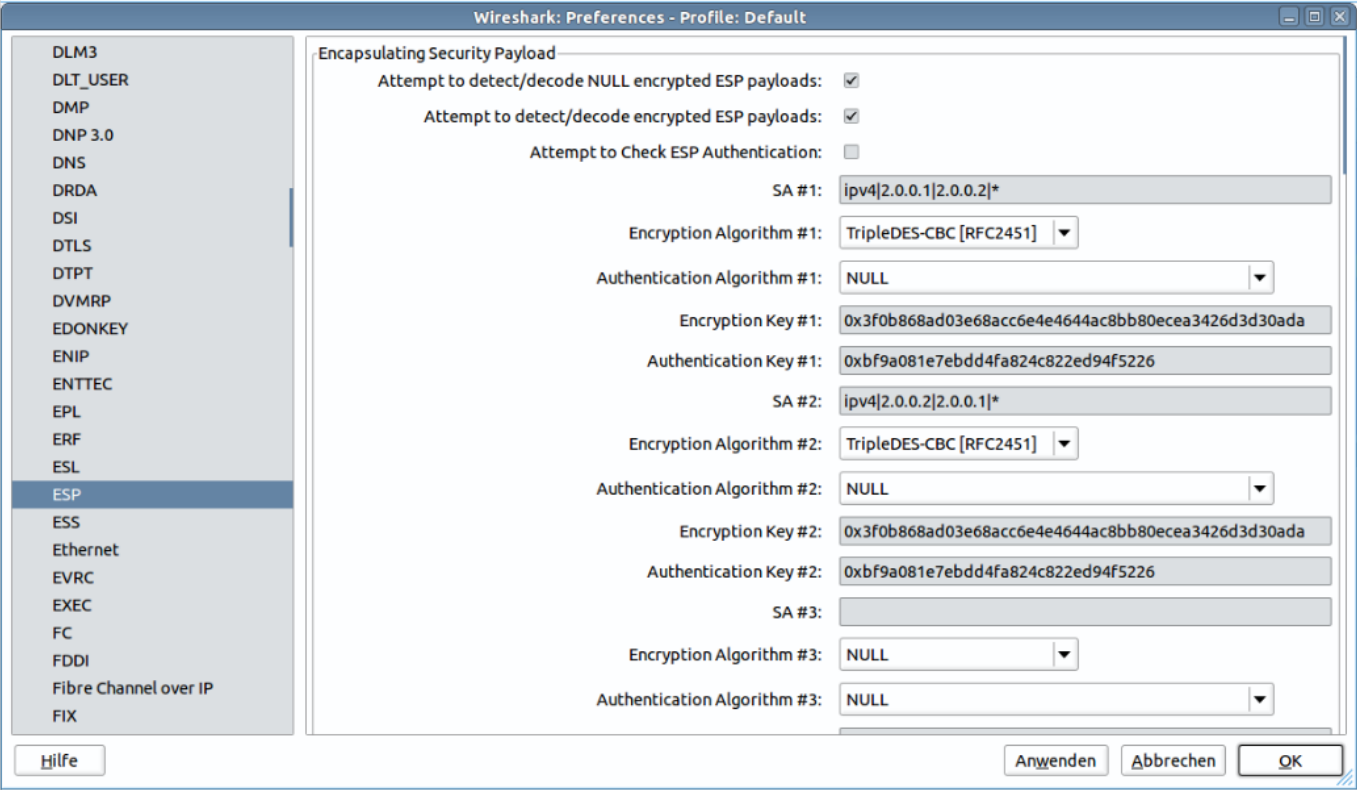 Wireshark: Preferences - Profile: Default
DLM3
DLT_USER
DMP
DNP 3.0
DNS
DRDA
DSI
DTLS
DTPT
DVMRP
EDONKEY
ENIP
ENTTEC
EPL
ERF
ESL
ESP
ESS
Ethernet
EVRC
EXEC
FC
FDDI
Fibre Channel over IP
FIX
Encapsulating Security Payload
Attempt to detect/decode NULL encrypted ESP payloads:
Attempt to detect/decode encrypted ESP payloads:
Attempt to Check ESP Authentication:
SA #1: ipv4|2.0.0.1|2.0.0.2|*
Encryption Algorithm #1: TripleDES-CBC [RFC2451]
Authentication Algorithm #1: NULL
Encryption Key #1: 0x3f0b868ad03e68acc6e4e4644ac8bb80ecea3426d3d30ada
Authentication Key #1: 0xbf9a081e7ebdd4fa824c822ed94f5226
SA #2: ipv4|2.0.0.2|2.0.0.1|*
Encryption Algorithm #2: TripleDES-CBC [RFC2451]
Authentication Algorithm #2: NULL
Encryption Key #2: 0x3f0b868ad03e68acc6e4e4644ac8bb80ecea3426d3d30ada
Authentication Key #2: 0xbf9a081e7ebdd4fa824c822ed94f5226
SA #3:
Encryption Algorithm #3: NULL
Authentication Algorithm #3: NULL
Hilfe
Anwenden
Abbrechen
OK